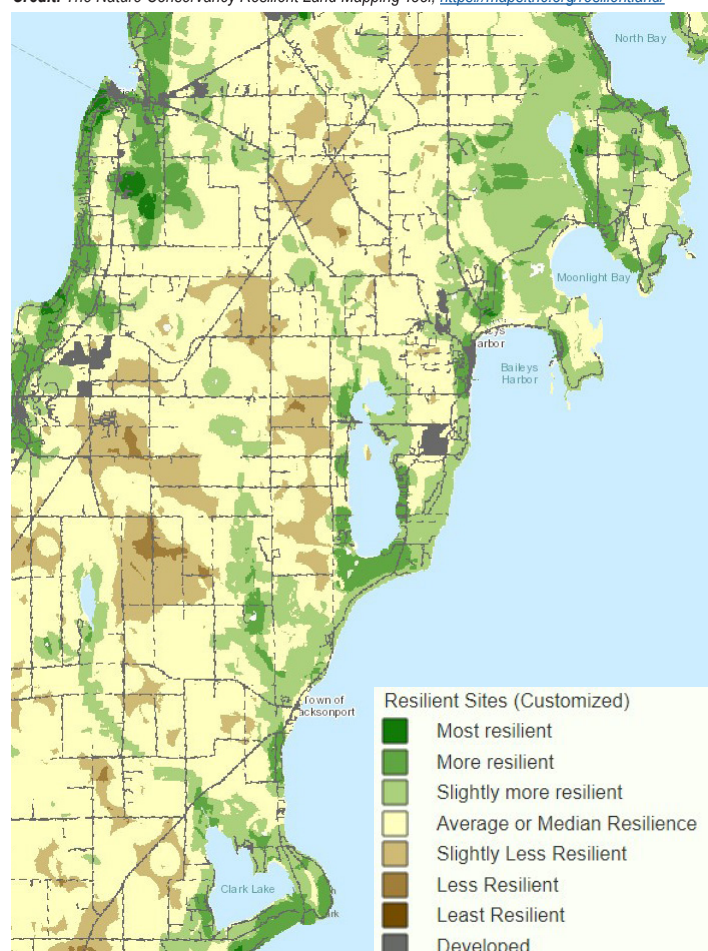 Credit: The Nature Conservancy Resilient Land Mapping Tool,
North Bay
Moonlight Bay
Baileys
Harbor
Town of
Clark Lake
Resilient Sites (Customized)
Most resilient
More resilient
Slightly more resilient
Average or Median Resilience
Slightly Less Resilient
Less Resilient
Least Resilient
Developed